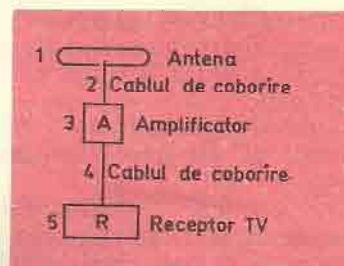 1 Antena
2 Cablul de coborire
3 A Amplificator
4 Cablul de coborire
5 R Receptor TV